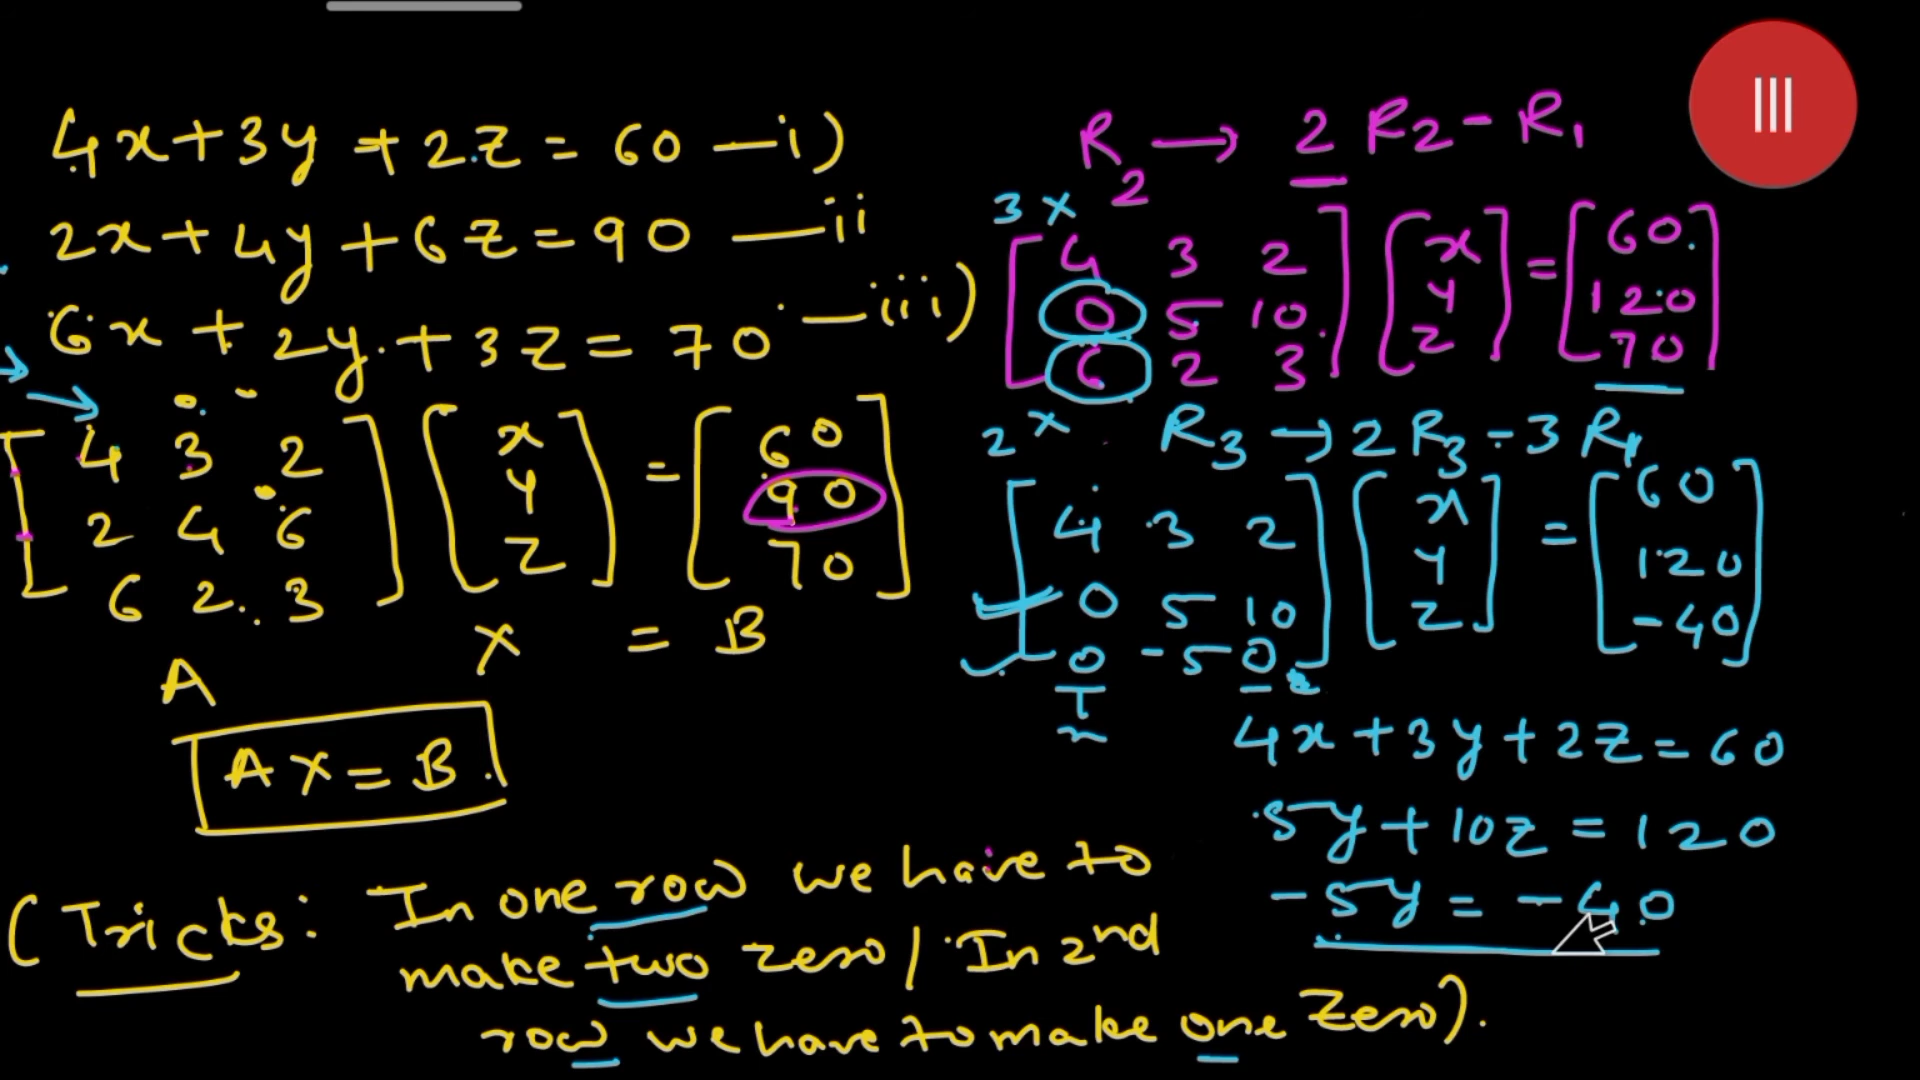 4x+3y+2z=60 —i)
2x+4y+6z=90 —ii
6x+2y+3z=70 —iii)
[4 3 2] [x] = [60]
[2 4 6] [y] [90]
[6 2 3] [z] [70]
A X = B
AX=B
(Tricks: In one row we have to
make two zero / In 2nd
row we have to make one zero).
R2 → 2R2-R1
3x
[4 3 2] [x] = [60]
[0 5 10] [y] [120]
[6 2 3] [z] [70]
2x R3 → 2R3-3R1
[4 3 2] [x] = [60]
[0 5 10] [y] [120]
[0 -5 0] [z] [-40]
4x+3y+2z=60
5y+10z=120
-5y=-40